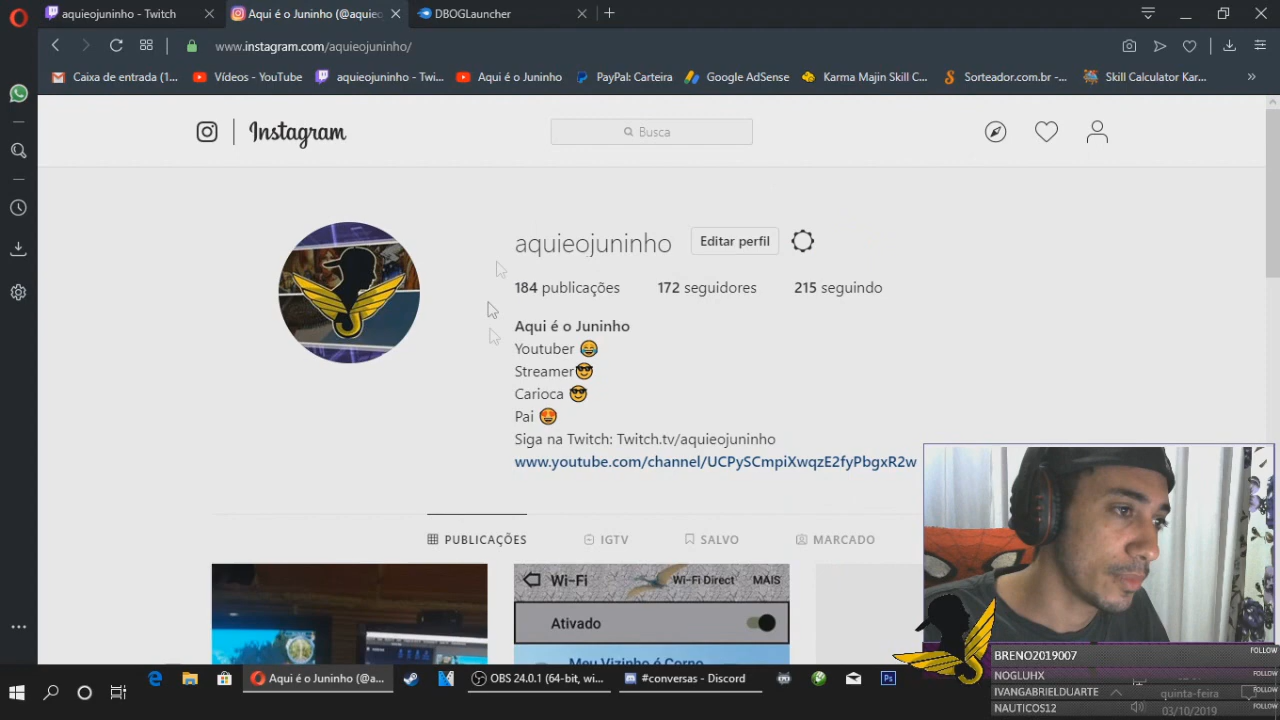 aquieojuninho - Twitch
Aqui é o Juninho (@aquieo
DBOGLauncher
www.instagram.com/aquieojuninho/
Caixa de entrada (1...
Vídeos - YouTube
aquieojuninho - Twi...
Aqui é o Juninho
PayPal: Carteira
Google AdSense
Karma Majin Skill C...
Sorteador.com.br -...
Skill Calculator Kar...
Instagram
Busca
aquieojuninho
Editar perfil
184 publicações
172 seguidores
215 seguindo
Aqui é o Juninho
Youtuber 😂
Streamer😎
Carioca 😎
Pai 😍
Siga na Twitch: Twitch.tv/aquieojuninho
www.youtube.com/channel/UCPySCmpiXwqzE2fyPbgxR2w
PUBLICAÇÕES
IGTV
SALVO
MARCADO
Wi-Fi
Wi-Fi Direct
MAIS
Ativado
Meu Vizinho é Corno
BRENO2019007
FOLLOW
NOGLUHX
FOLLOW
IVANGABRIELDUARTE
FOLLOW
NAUTICOS12
FOLLOW
Aqui é o Juninho (@a...
OBS 24.0.1 (64-bit, wi...
#conversas - Discord
quinta-feira
03/10/2019